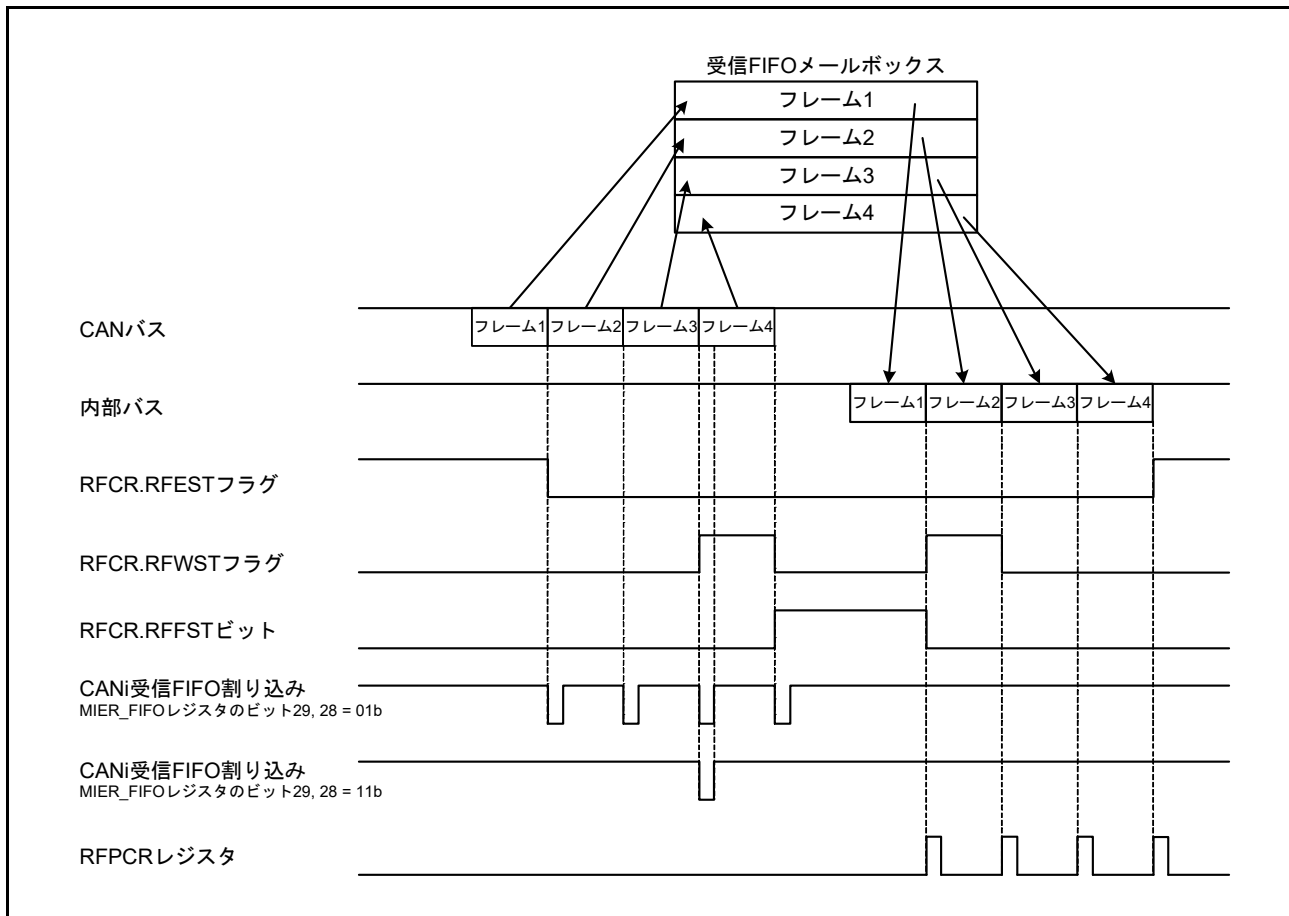 受信FIFOメールボックス
フレーム1
フレーム2
フレーム3
フレーム4
CANバス
フレーム1 フレーム2 フレーム3 フレーム4
内部バス
フレーム1 フレーム2 フレーム3 フレーム4
RFCR.RFESTフラグ
RFCR.RFWSTフラグ
RFCR.RFFSTビット
CANi受信FIFO割り込み
MIER_FIFOレジスタのビット29, 28 = 01b
CANi受信FIFO割り込み
MIER_FIFOレジスタのビット29, 28 = 11b
RFPCRレジスタ